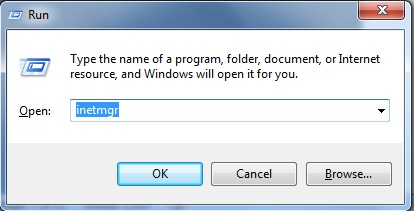 Run
Type the name of a program, folder, document, or Internet
resource, and Windows will open it for you.
Open: inetmgr
OK Cancel Browse...